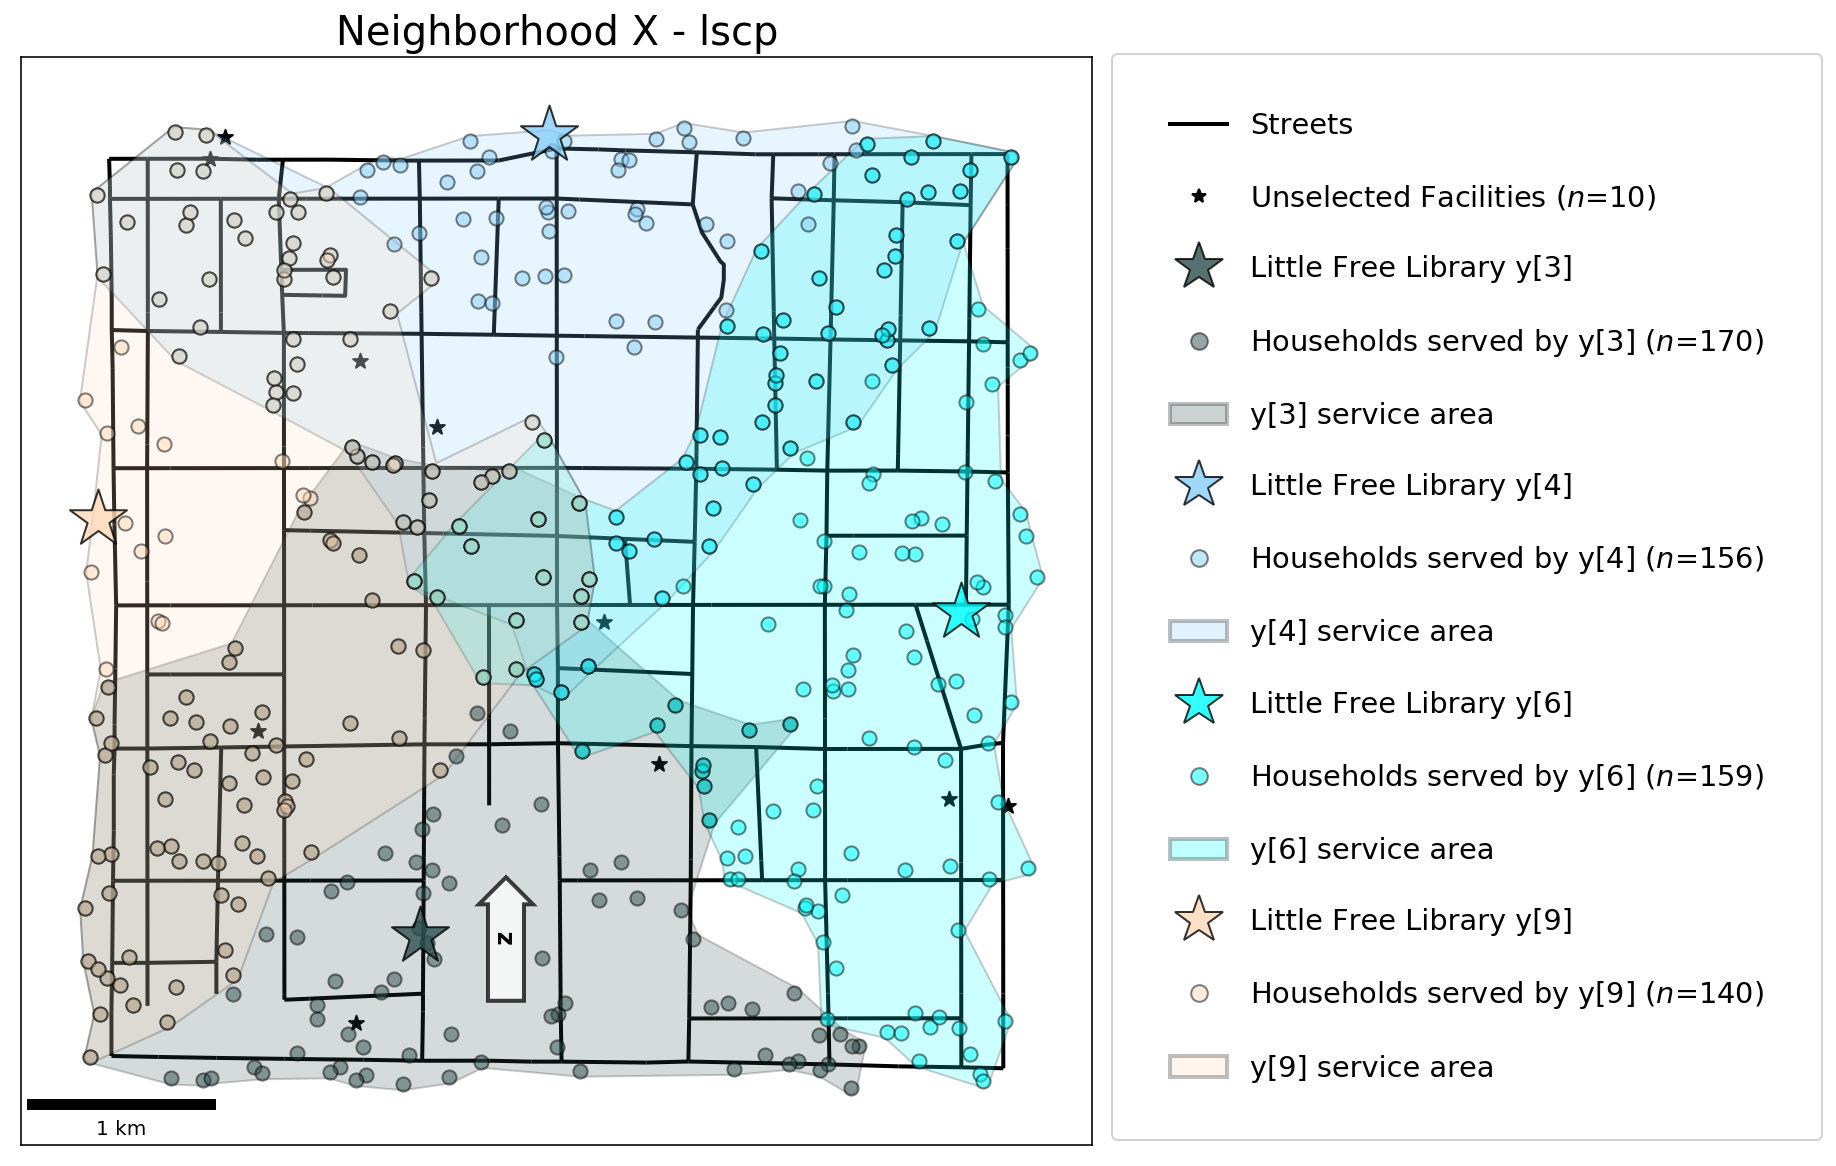 Neighborhood X - lscp
Streets
Unselected Facilities (n=10)
Little Free Library y[3]
Households served by y[3] (n=170)
y[3] service area
Little Free Library y[4]
Households served by y[4] (n=156)
y[4] service area
Little Free Library y[6]
Households served by y[6] (n=159)
y[6] service area
Little Free Library y[9]
Households served by y[9] (n=140)
y[9] service area
N
1 km